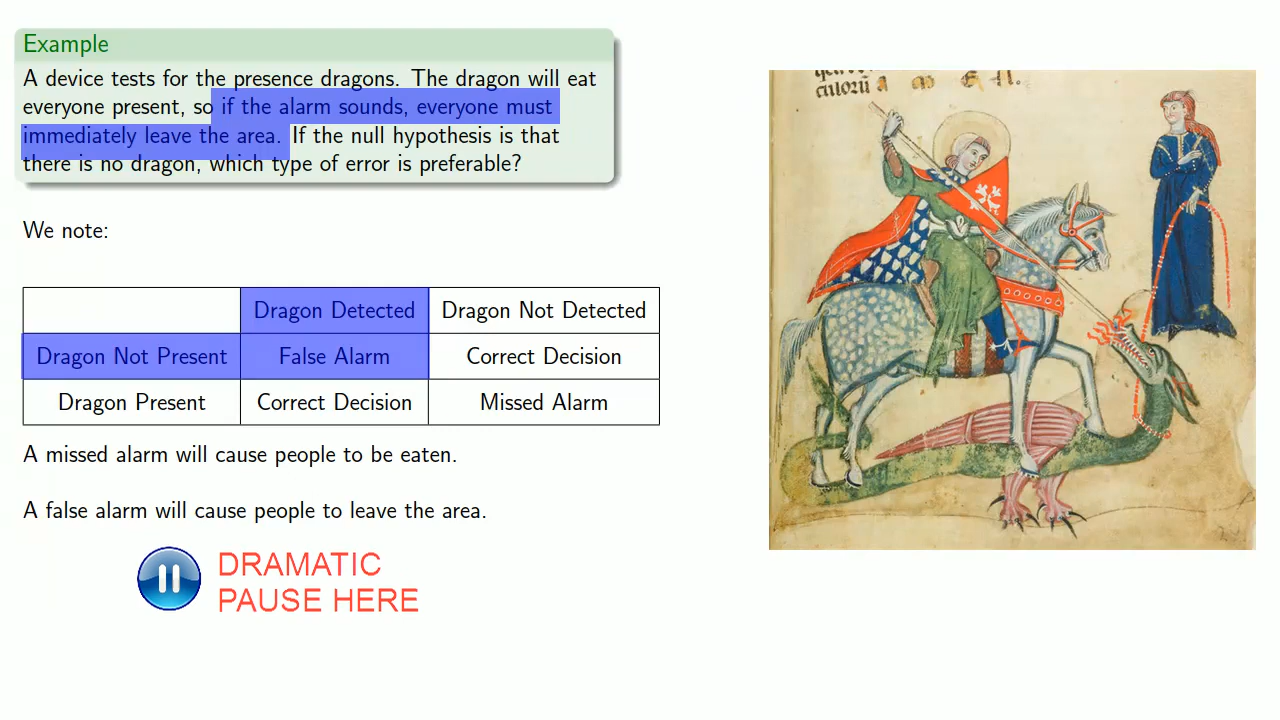 Example
A device tests for the presence dragons. The dragon will eat
everyone present, so if the alarm sounds, everyone must
immediately leave the area. If the null hypothesis is that
there is no dragon, which type of error is preferable?
We note:
Dragon Detected Dragon Not Detected
Dragon Not Present False Alarm Correct Decision
Dragon Present Correct Decision Missed Alarm
A missed alarm will cause people to be eaten.
A false alarm will cause people to leave the area.
DRAMATIC
PAUSE HERE